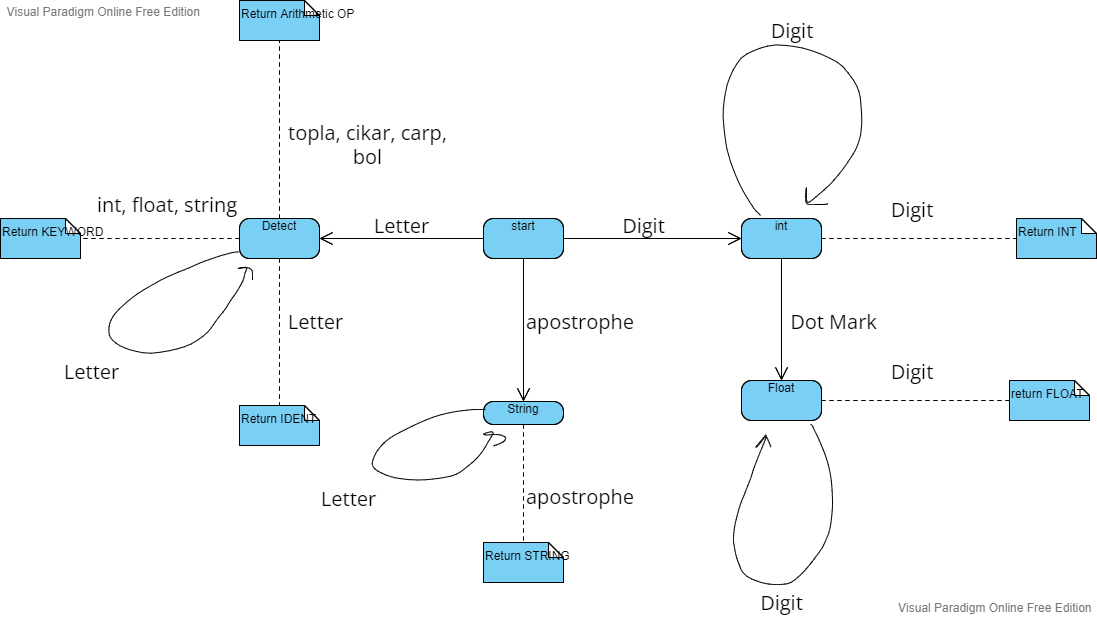 Visual Paradigm Online Free Edition
Return Arithmetic OP
Digit
topla, cikar, carp,
bol
int, float, string
Return KEYWORD
Detect
Letter
start
Digit
int
Digit
Return INT
Letter
Letter
apostrophe
Dot Mark
Digit
Float
return FLOAT
Return IDENT
String
Letter
apostrophe
Return STRING
Digit
Visual Paradigm Online Free Edition